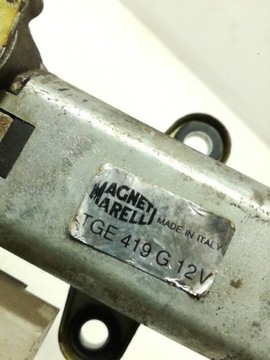 MAGNETI
MARELLI MADE IN ITALY
TGE 419 G 12V